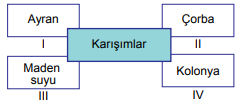 Ayran
I
Çorba
II
Karışımlar
Maden
suyu
III
Kolonya
IV